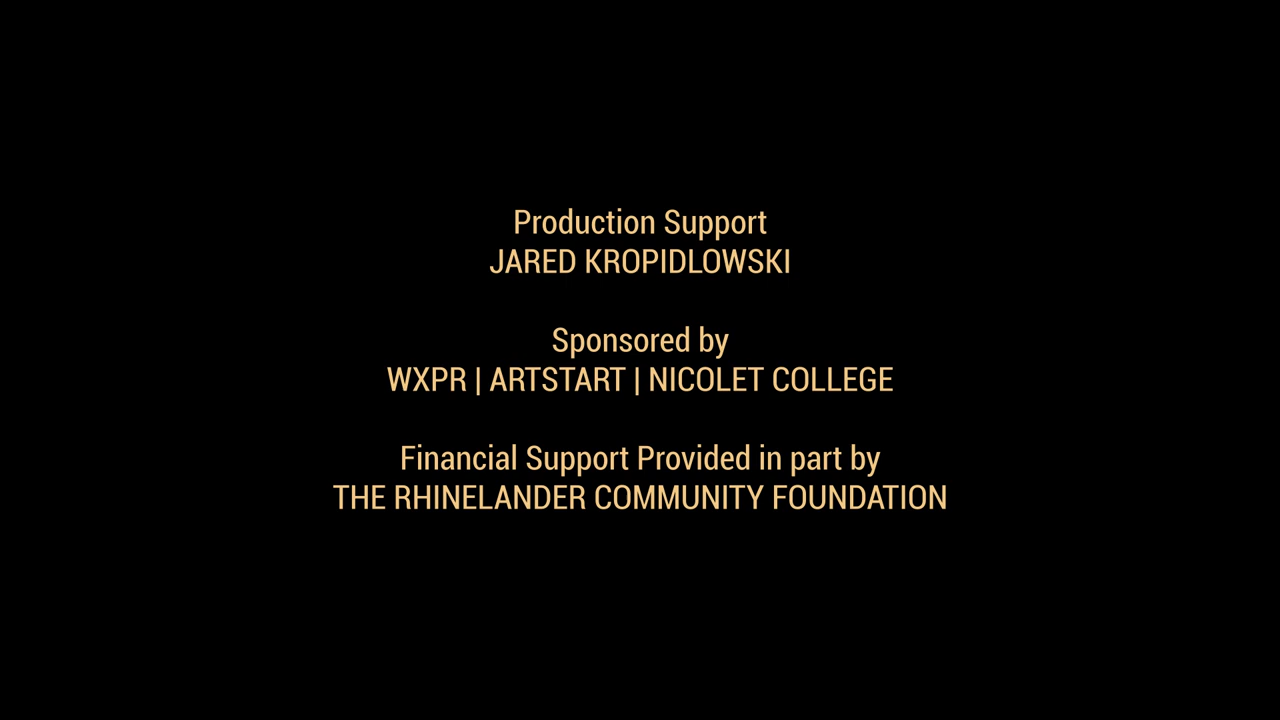 Production Support
JARED KROPIDLOWSKI
Sponsored by
WXPR | ARTSTART | NICOLET COLLEGE
Financial Support Provided in part by
THE RHINELANDER COMMUNITY FOUNDATION